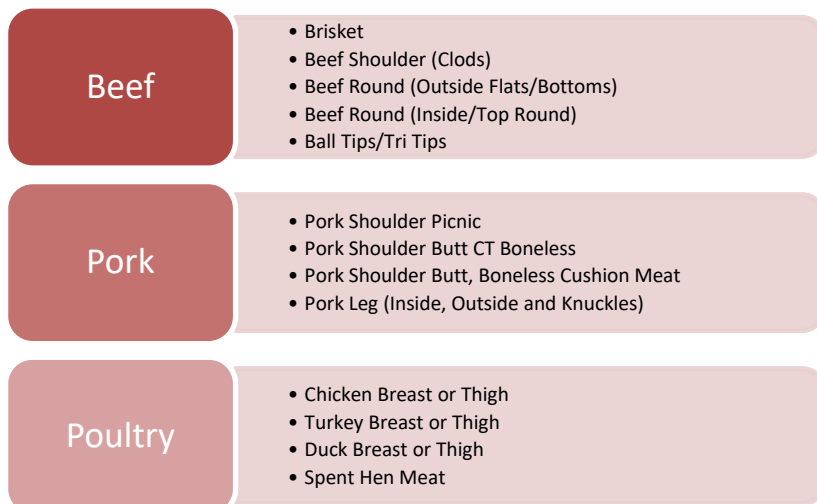 Beef
• Brisket
• Beef Shoulder (Clods)
• Beef Round (Outside Flats/Bottoms)
• Beef Round (Inside/Top Round)
• Ball Tips/Tri Tips
Pork
• Pork Shoulder Picnic
• Pork Shoulder Butt CT Boneless
• Pork Shoulder Butt, Boneless Cushion Meat
• Pork Leg (Inside, Outside and Knuckles)
Poultry
• Chicken Breast or Thigh
• Turkey Breast or Thigh
• Duck Breast or Thigh
• Spent Hen Meat